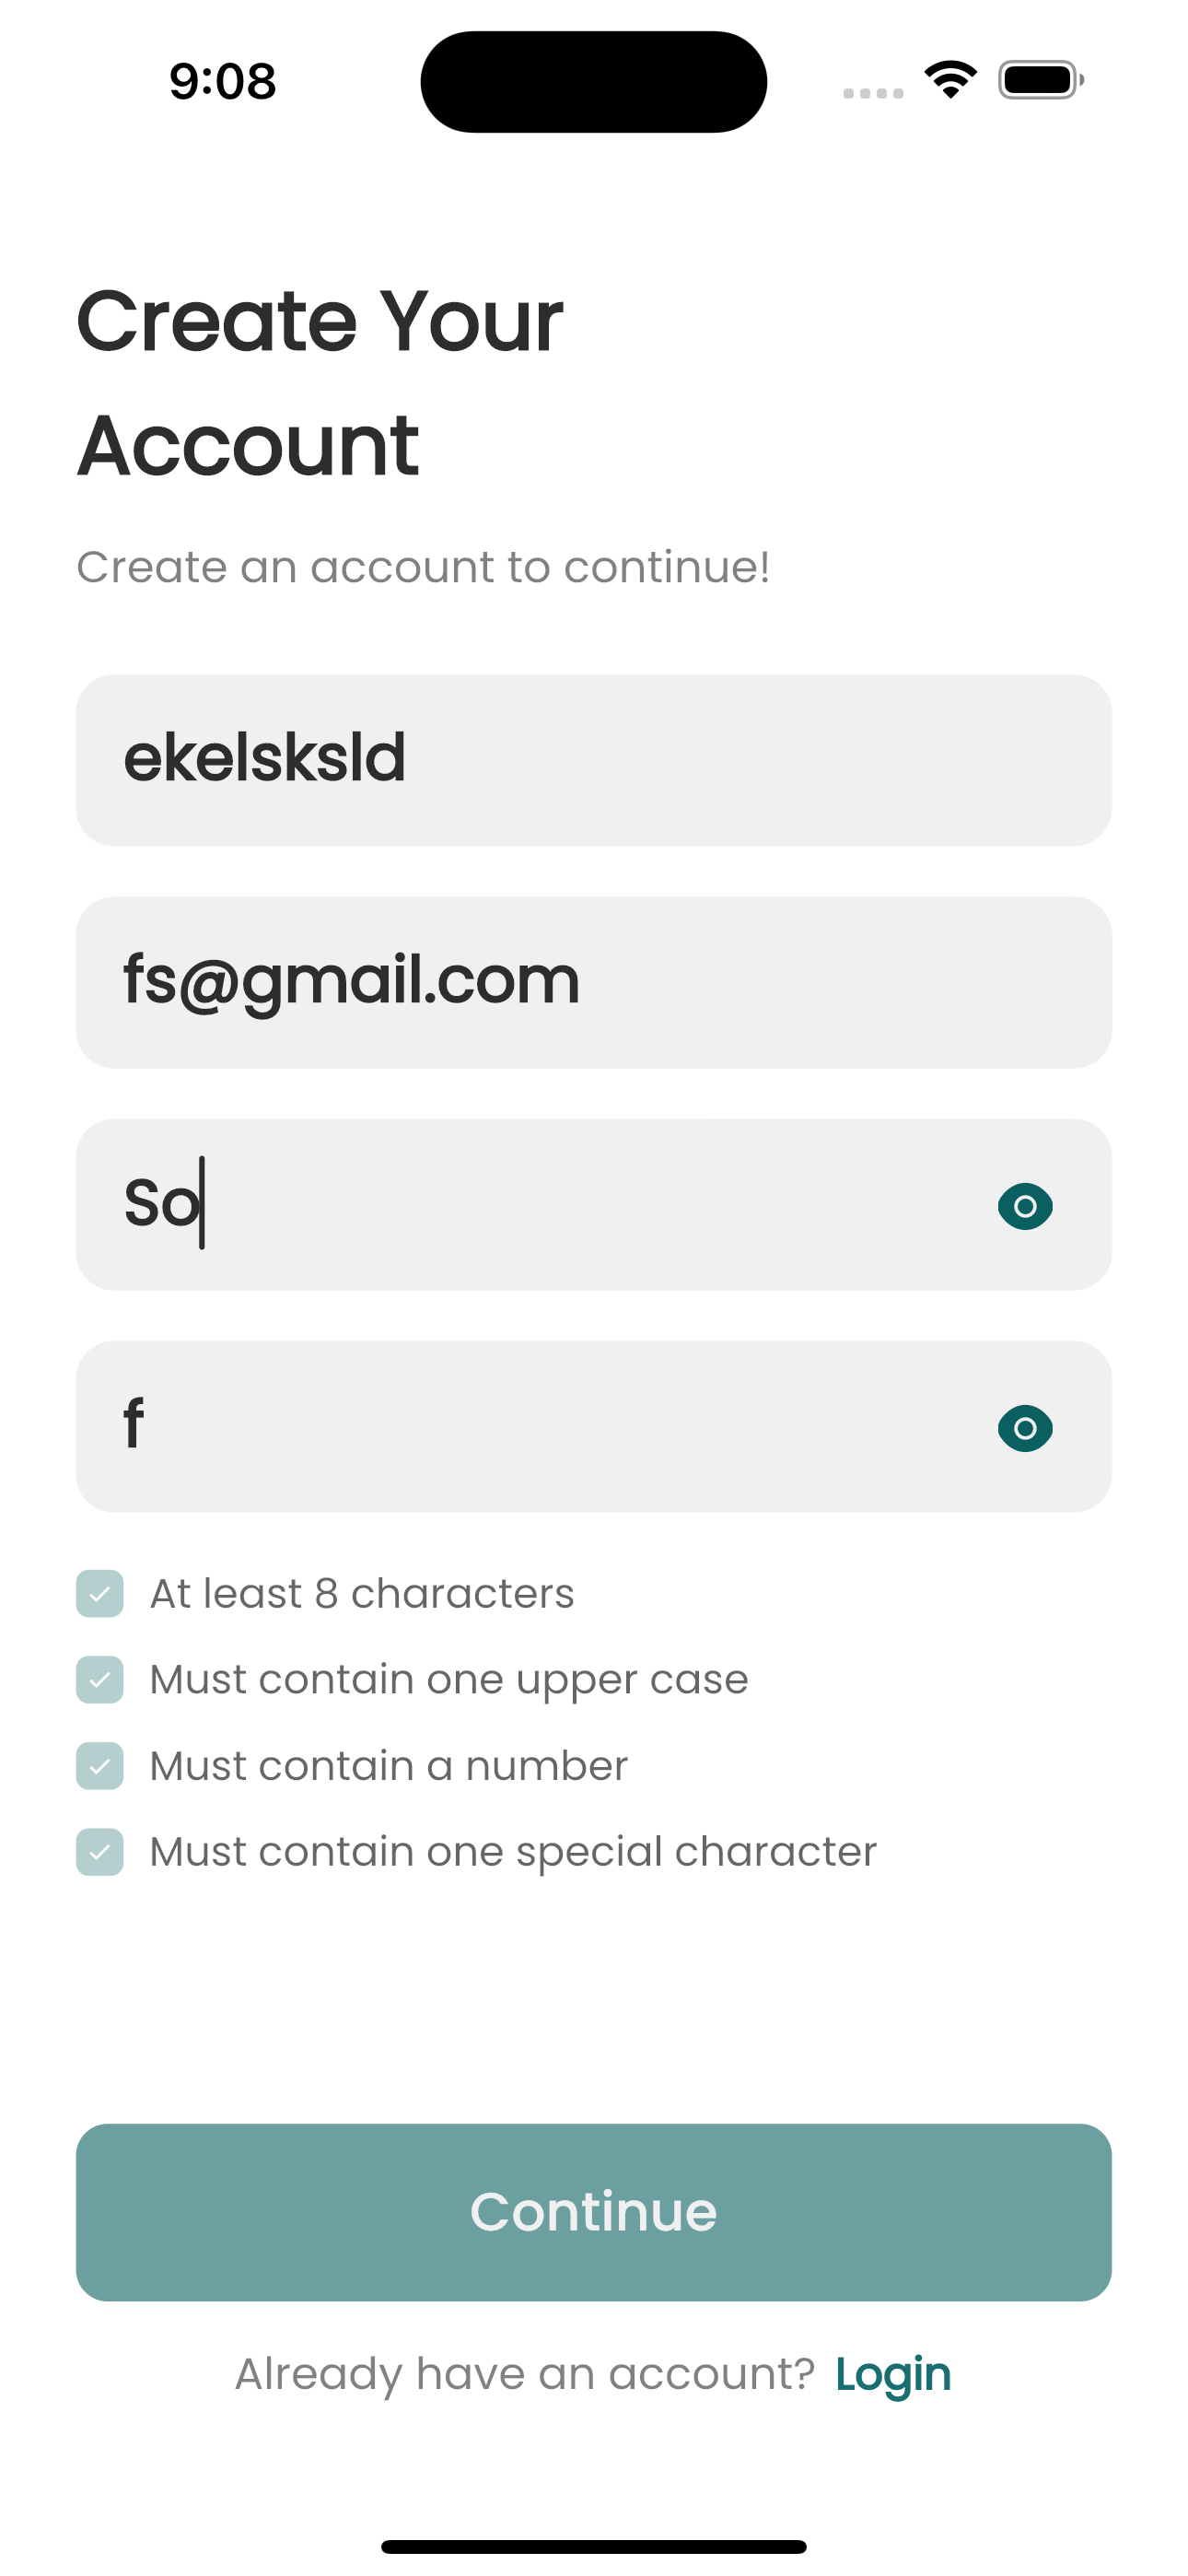 9:08
Create Your
Account
Create an account to continue!
ekelsksld
fs@gmail.com
So
f
At least 8 characters
Must contain one upper case
Must contain a number
Must contain one special character
Continue
Already have an account? Login